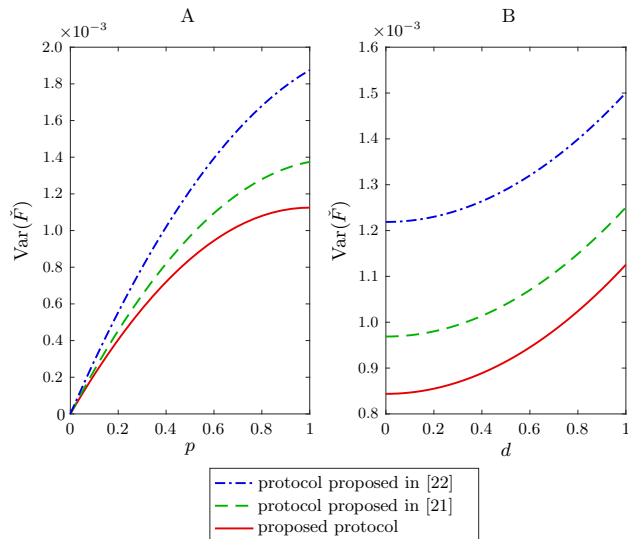 A
×10⁻³
2.0
1.8
1.6
1.4
1.2
1.0
0.8
0.6
0.4
0.2
0
Var(F̌)
0 0.2 0.4 0.6 0.8 1
p
B
×10⁻³
1.6
1.5
1.4
1.3
1.2
1.1
1.0
0.9
0.8
Var(F̌)
0 0.2 0.4 0.6 0.8 1
d
protocol proposed in [22]
protocol proposed in [21]
proposed protocol